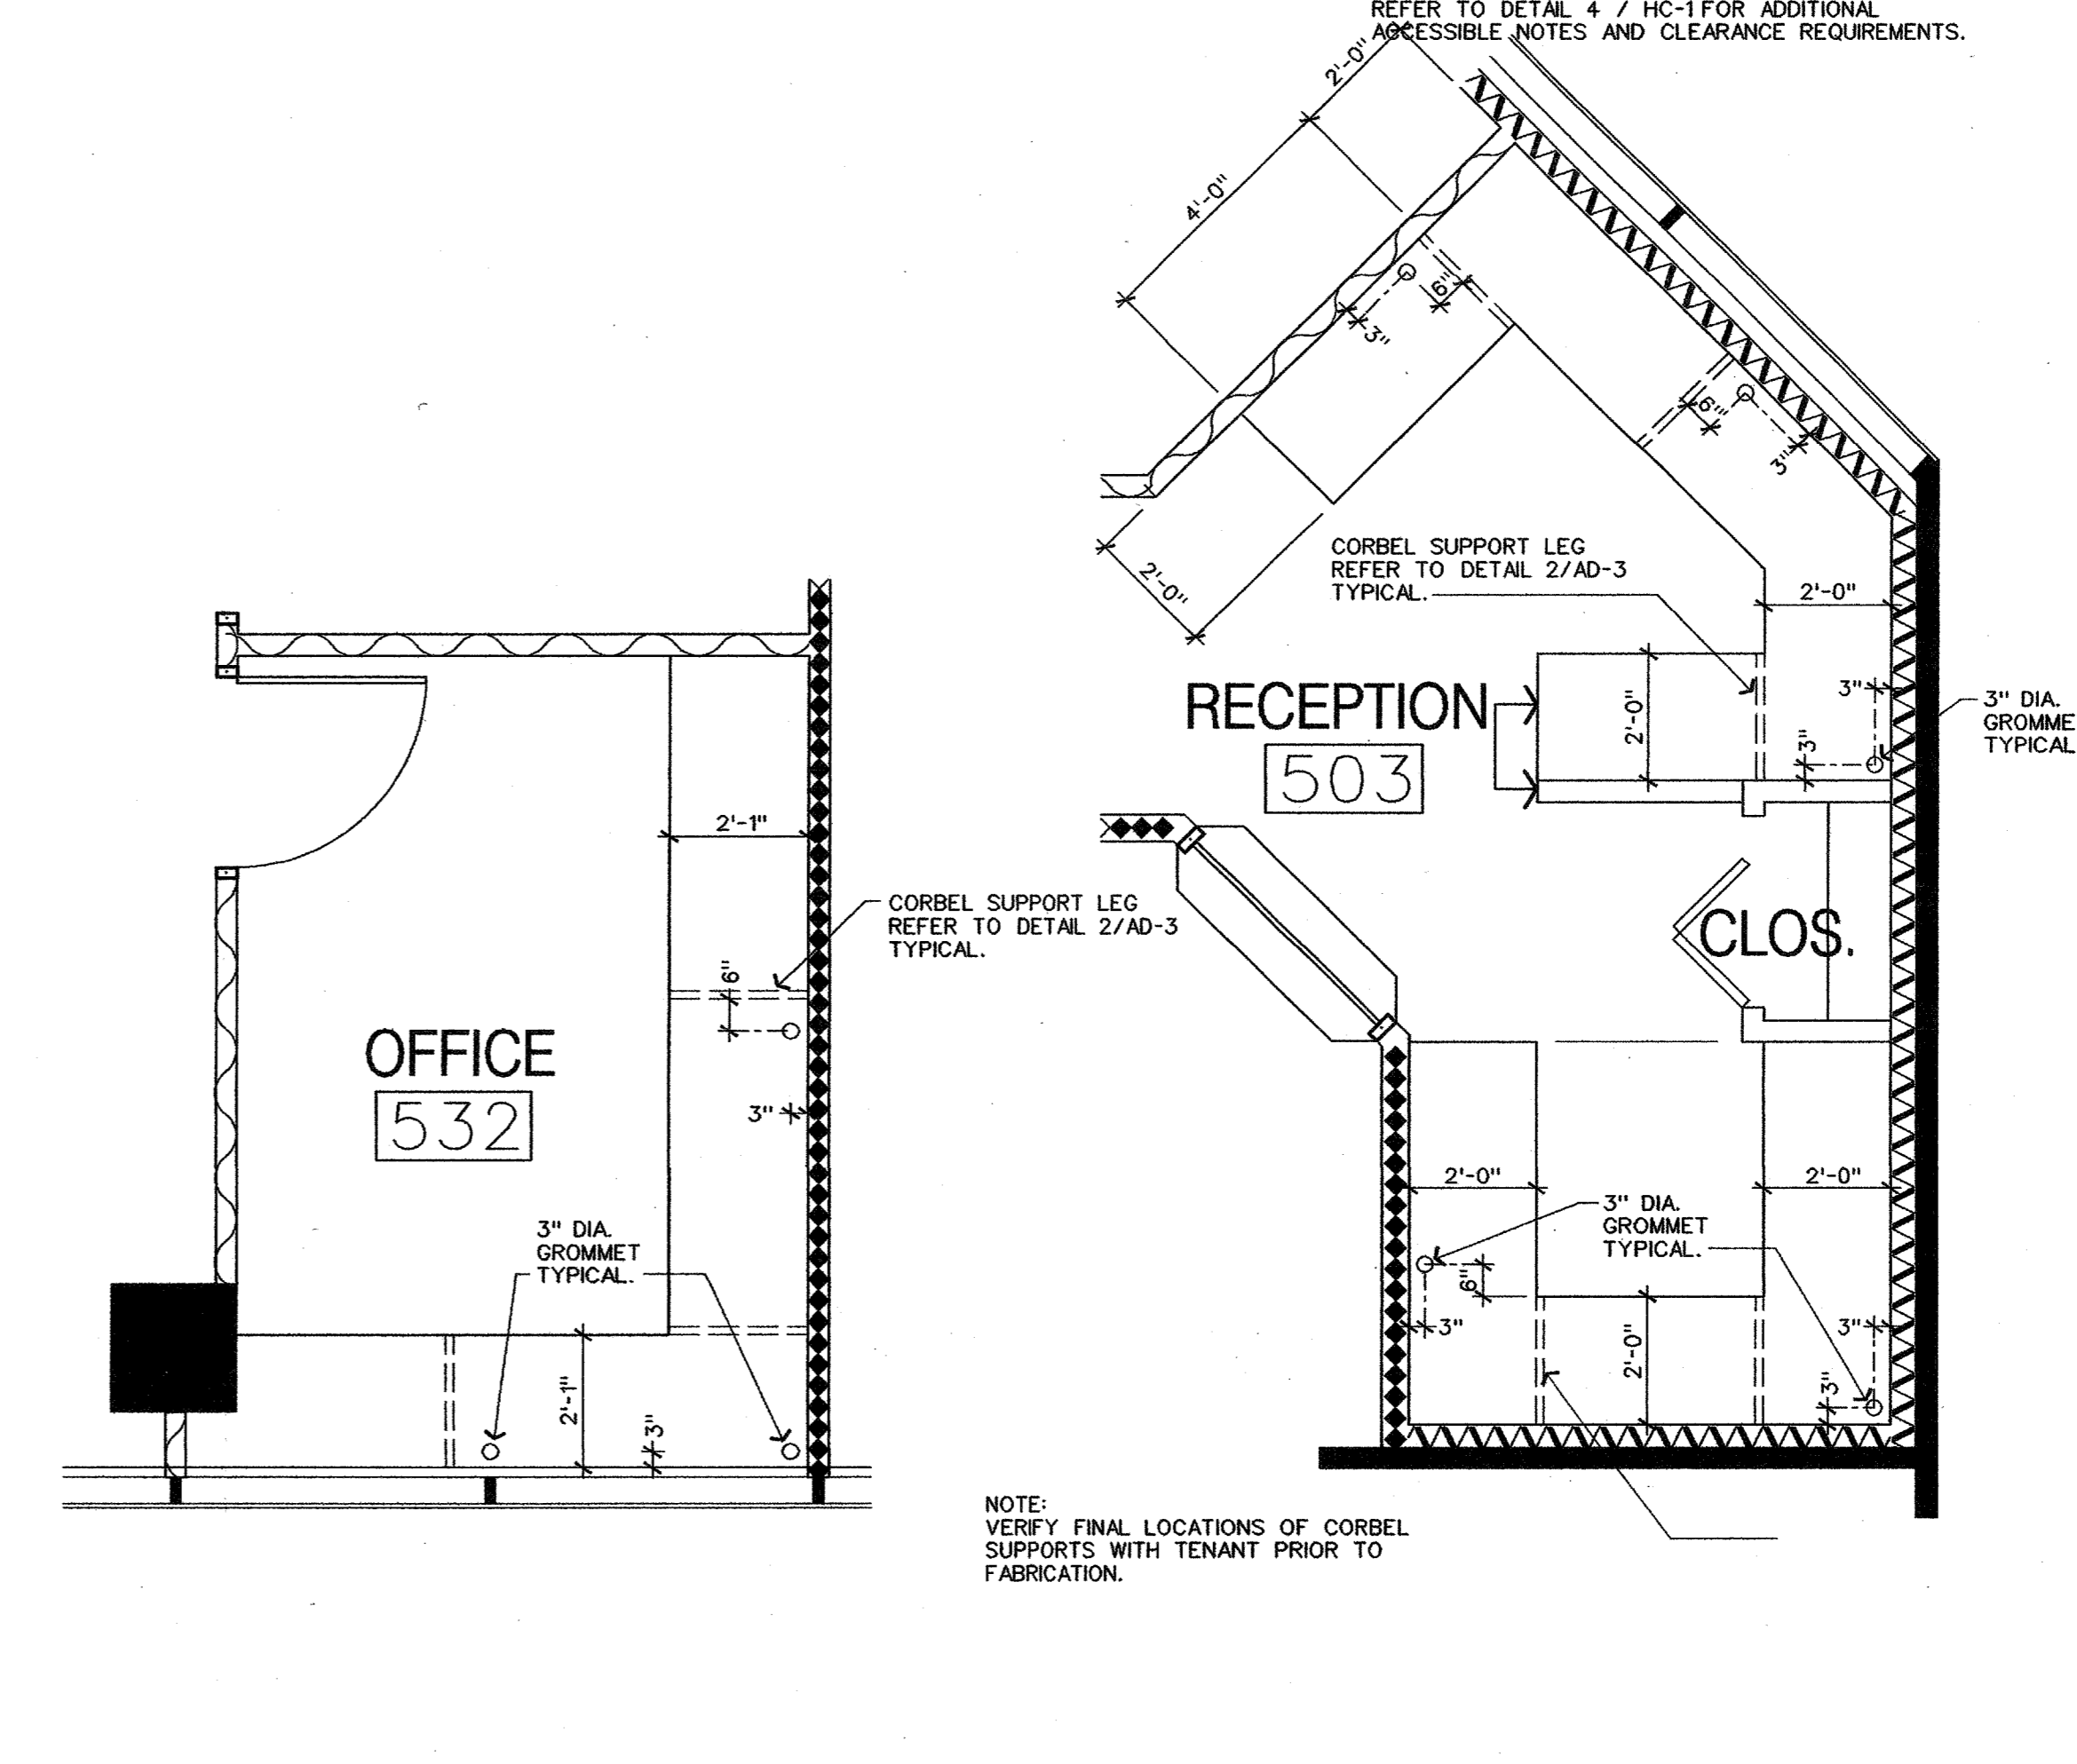 REFER TO DETAIL 4 / HC-1 FOR ADDITIONAL
ACCESSIBLE NOTES AND CLEARANCE REQUIREMENTS.
2'-0"
4'-0"
6"
3"
6"
3"
2'-0"
CORBEL SUPPORT LEG
REFER TO DETAIL 2/AD-3
TYPICAL.
2'-0"
RECEPTION
503
2'-0"
3"
3"
3" DIA.
GROMME
TYPICAL
CLOS.
2'-0"
2'-0"
3" DIA.
GROMMET
TYPICAL.
6"
3"
2'-0"
3"
3"
2'-1"
CORBEL SUPPORT LEG
REFER TO DETAIL 2/AD-3
TYPICAL.
6"
OFFICE
532
3"
3" DIA.
GROMMET
TYPICAL.
2'-1"
3"
NOTE:
VERIFY FINAL LOCATIONS OF CORBEL
SUPPORTS WITH TENANT PRIOR TO
FABRICATION.